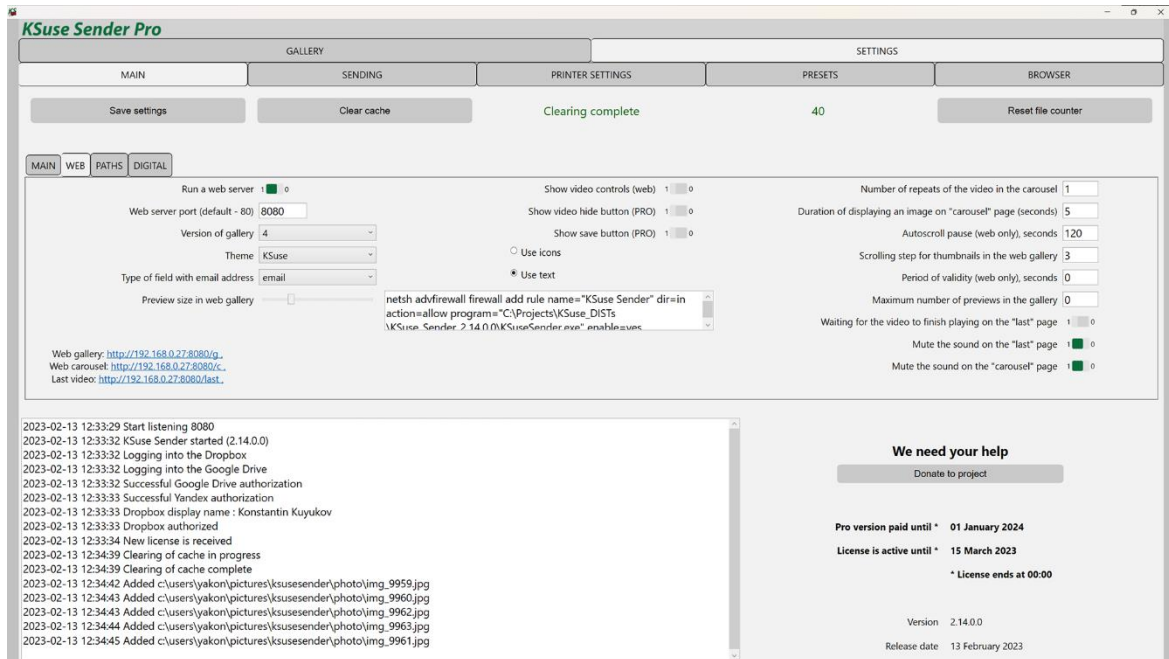 KSuse Sender Pro
GALLERY
SETTINGS
MAIN
SENDING
PRINTER SETTINGS
PRESETS
BROWSER
Save settings
Clear cache
Clearing complete
40
Reset file counter
MAIN
WEB
PATHS
DIGITAL
Run a web server 1 0
Web server port (default - 80) 8080
Version of gallery 4
Theme KSuse
Type of field with email address email
Preview size in web gallery
Show video controls (web) 1 0
Show video hide button (PRO) 1 0
Show save button (PRO) 1 0
Use icons
Use text
netsh advfirewall firewall add rule name="KSuse Sender" dir=in
action=allow program="C:\Projects\KSuse_DISTs
\KSuse_Sender_2.14.0.0\KSuseSender.exe" enable=yes
Number of repeats of the video in the carousel 1
Duration of displaying an image on "carousel" page (seconds) 5
Autoscroll pause (web only), seconds 120
Scrolling step for thumbnails in the web gallery 3
Period of validity (web only), seconds 0
Maximum number of previews in the gallery 0
Waiting for the video to finish playing on the "last" page 1 0
Mute the sound on the "last" page 1 0
Mute the sound on the "carousel" page 1 0
Web gallery: http://192.168.0.27:8080/g .
Web carousel: http://192.168.0.27:8080/c .
Last video: http://192.168.0.27:8080/last .
2023-02-13 12:33:29 Start listening 8080
2023-02-13 12:33:32 KSuse Sender started (2.14.0.0)
2023-02-13 12:33:32 Logging into the Dropbox
2023-02-13 12:33:32 Logging into the Google Drive
2023-02-13 12:33:32 Successful Google Drive authorization
2023-02-13 12:33:33 Successful Yandex authorization
2023-02-13 12:33:33 Dropbox display name : Konstantin Kuyukov
2023-02-13 12:33:33 Dropbox authorized
2023-02-13 12:33:34 New license is received
2023-02-13 12:34:39 Clearing of cache in progress
2023-02-13 12:34:39 Clearing of cache complete
2023-02-13 12:34:42 Added c:\users\yakon\pictures\ksusesender\photo\img_9959.jpg
2023-02-13 12:34:43 Added c:\users\yakon\pictures\ksusesender\photo\img_9960.jpg
2023-02-13 12:34:43 Added c:\users\yakon\pictures\ksusesender\photo\img_9962.jpg
2023-02-13 12:34:44 Added c:\users\yakon\pictures\ksusesender\photo\img_9963.jpg
2023-02-13 12:34:45 Added c:\users\yakon\pictures\ksusesender\photo\img_9961.jpg
We need your help
Donate to project
Pro version paid until * 01 January 2024
License is active until * 15 March 2023
* License ends at 00:00
Version 2.14.0.0
Release date 13 February 2023